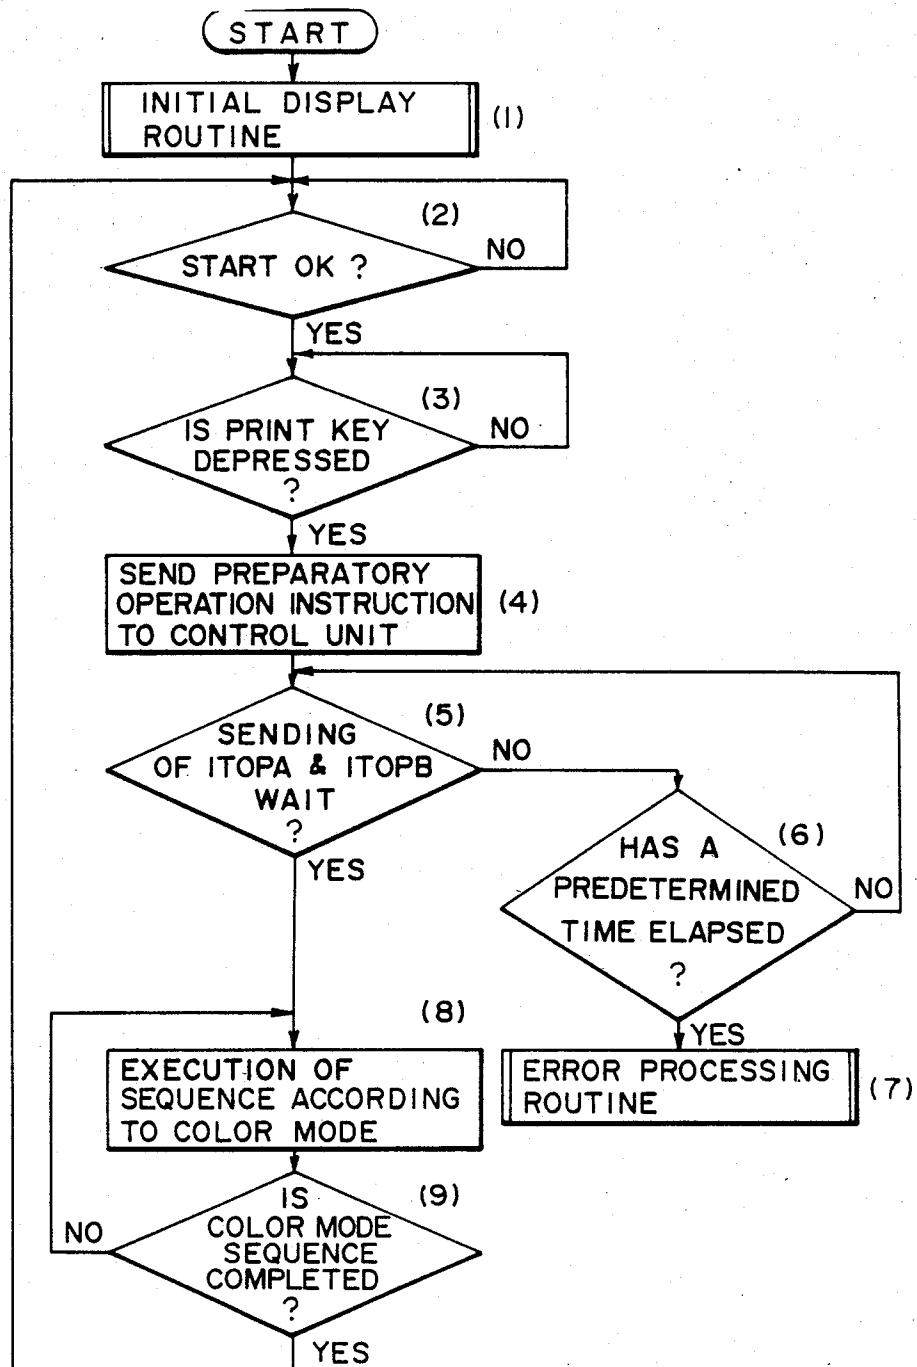 START
INITIAL DISPLAY
ROUTINE
(1)
(2)
START OK ?
NO
YES
(3)
IS PRINT KEY
DEPRESSED
?
NO
YES
SEND PREPARATORY
OPERATION INSTRUCTION
TO CONTROL UNIT
(4)
(5)
SENDING
OF ITOPA & ITOPB
WAIT
?
NO
YES
(6)
HAS A
PREDETERMINED
TIME ELAPSED
?
NO
YES
ERROR PROCESSING
ROUTINE
(7)
(8)
EXECUTION OF
SEQUENCE ACCORDING
TO COLOR MODE
(9)
IS
COLOR MODE
SEQUENCE
COMPLETED
?
NO
YES